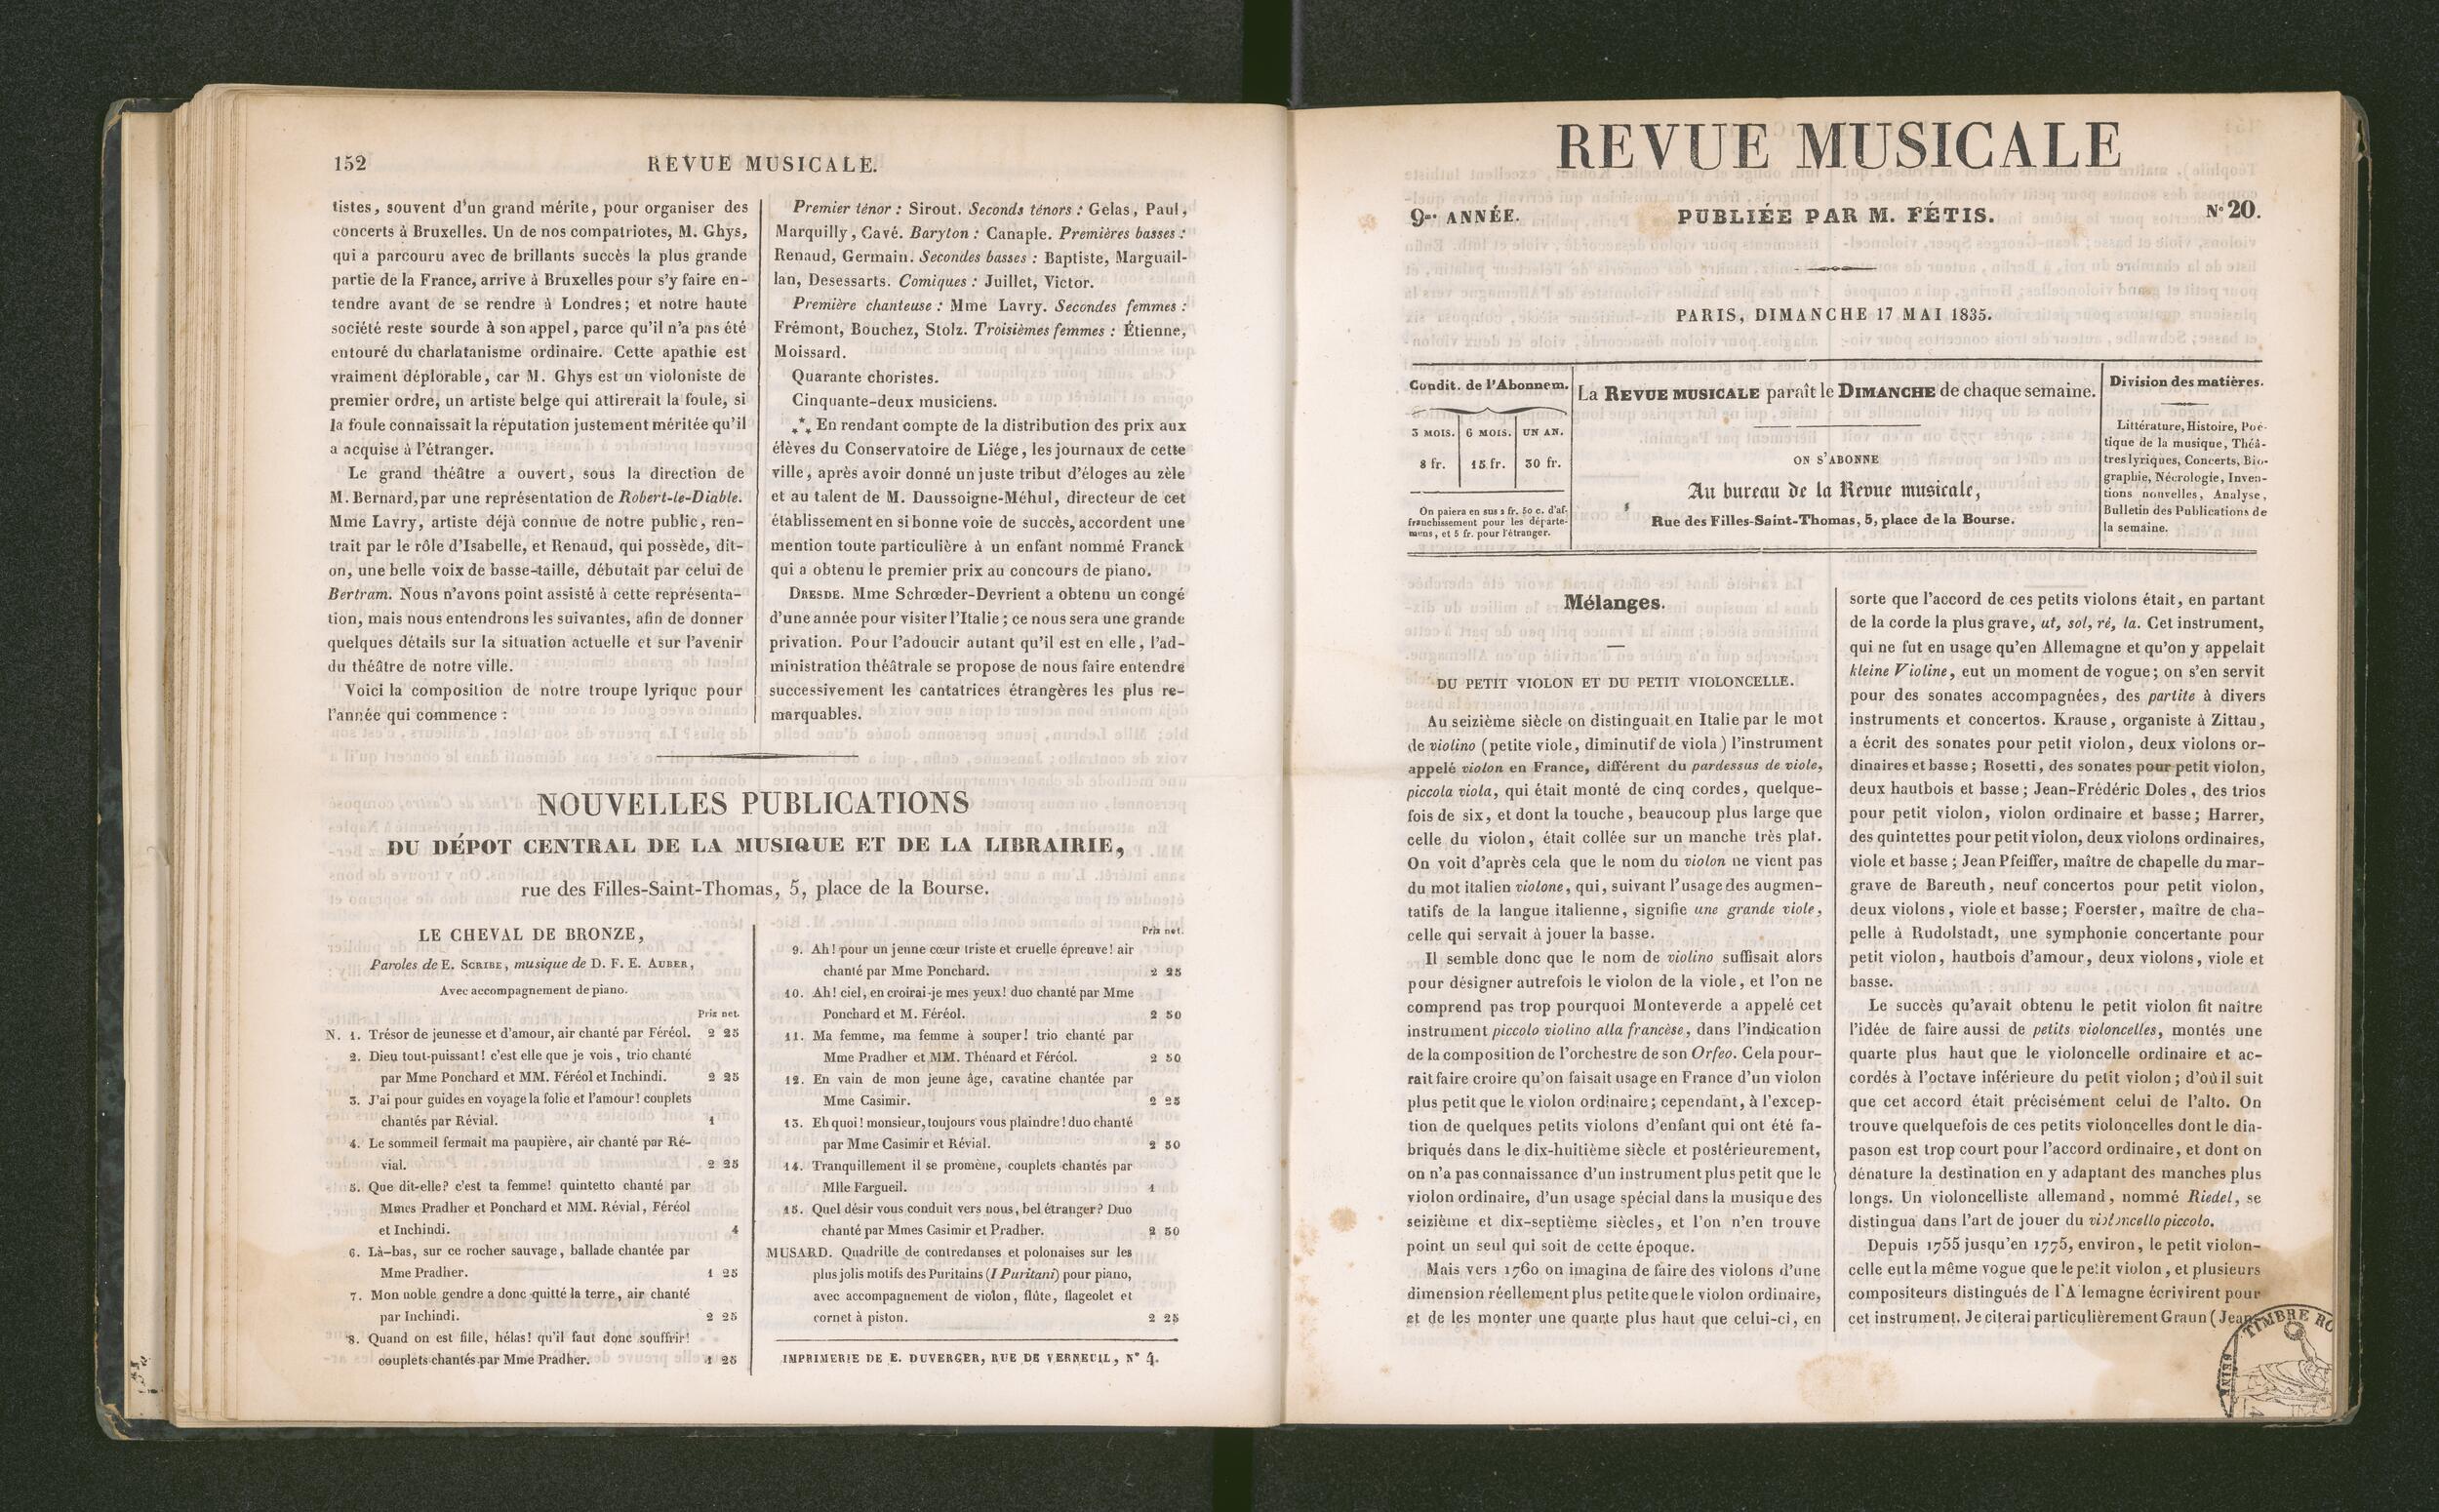 152
REVUE MUSICALE.
tistes, souvent d'un grand mérite, pour organiser des
concerts à Bruxelles. Un de nos compatriotes, M. Ghys,
qui a parcouru avec de brillants succès la plus grande
partie de la France, arrive à Bruxelles pour s'y faire en-
tendre avant de se rendre à Londres; et notre haute
société reste sourde à son appel, parce qu'il n'a pas été
entouré du charlatanisme ordinaire. Cette apathie est
vraiment déplorable, car M. Ghys est un violoniste de
premier ordre, un artiste belge qui attirerait la foule, si
la foule connaissait la réputation justement méritée qu'il
a acquise à l'étranger.
Le grand théâtre a ouvert, sous la direction de
M. Bernard, par une représentation de Robert-le-Diable.
Mme Lavry, artiste déjà connue de notre public, ren-
trait par le rôle d'Isabelle, et Renaud, qui possède, dit-
on, une belle voix de basse-taille, débutait par celui de
Bertram. Nous n'avons point assisté à cette représenta-
tion, mais nous entendrons les suivantes, afin de donner
quelques détails sur la situation actuelle et sur l'avenir
du théâtre de notre ville.
Voici la composition de notre troupe lyrique pour
l'année qui commence :
Premier ténor : Sirout. Seconds ténors : Gelas, Paul,
Marquilly, Cavé. Baryton : Canaple. Premières basses :
Renaud, Germain. Secondes basses : Baptiste, Marguail-
lan, Desessarts. Comiques : Juillet, Victor.
Première chanteuse : Mme Lavry. Secondes femmes :
Frémont, Bouchez, Stolz. Troisièmes femmes : Étienne,
Moissard.
Quarante choristes.
Cinquante-deux musiciens.
⁂ En rendant compte de la distribution des prix aux
élèves du Conservatoire de Liége, les journaux de cette
ville, après avoir donné un juste tribut d'éloges au zèle
et au talent de M. Daussoigne-Méhul, directeur de cet
établissement en si bonne voie de succès, accordent une
mention toute particulière à un enfant nommé Franck
qui a obtenu le premier prix au concours de piano.
DRESDE. Mme Schrœder-Devrient a obtenu un congé
d'une année pour visiter l'Italie; ce nous sera une grande
privation. Pour l'adoucir autant qu'il est en elle, l'ad-
ministration théâtrale se propose de nous faire entendre
successivement les cantatrices étrangères les plus re-
marquables.
NOUVELLES PUBLICATIONS
DU DÉPOT CENTRAL DE LA MUSIQUE ET DE LA LIBRAIRIE,
rue des Filles-Saint-Thomas, 5, place de la Bourse.
LE CHEVAL DE BRONZE,
Paroles de E. SCRIBE, musique de D. F. E. AUBER,
Avec accompagnement de piano.
Prix net.
N. 1. Trésor de jeunesse et d'amour, air chanté par Féréol. 2 25
2. Dieu tout-puissant! c'est elle que je vois, trio chanté
par Mme Ponchard et MM. Féréol et Inchindi. 2 25
3. J'ai pour guides en voyage la folie et l'amour! couplets
chantés par Révial. 1
4. Le sommeil fermait ma paupière, air chanté par Ré-
vial. 2 25
5. Que dit-elle? c'est ta femme! quintetto chanté par
Mmes Pradher et Ponchard et MM. Révial, Féréol
et Inchindi. 4
6. Là-bas, sur ce rocher sauvage, ballade chantée par
Mme Pradher. 1 25
7. Mon noble gendre a donc quitté la terre, air chanté
par Inchindi. 2 25
8. Quand on est fille, hélas! qu'il faut donc souffrir!
couplets chantés par Mme Pradher. 1 25
Prix net.
9. Ah! pour un jeune cœur triste et cruelle épreuve! air
chanté par Mme Ponchard. 2 25
10. Ah! ciel, en croirai-je mes yeux! duo chanté par Mme
Ponchard et M. Féréol. 2 50
11. Ma femme, ma femme à souper! trio chanté par
Mme Pradher et MM. Thénard et Féréol. 2 50
12. En vain de mon jeune âge, cavatine chantée par
Mme Casimir. 2 25
13. Eh quoi! monsieur, toujours vous plaindre! duo chanté
par Mme Casimir et Révial. 2 50
14. Tranquillement il se promène, couplets chantés par
Mlle Fargueil. 1
15. Quel désir vous conduit vers nous, bel étranger? Duo
chanté par Mmes Casimir et Pradher. 2 50
MUSARD. Quadrille de contredanses et polonaises sur les
plus jolis motifs des Puritains (I Puritani) pour piano,
avec accompagnement de violon, flûte, flageolet et
cornet à piston. 2 25
IMPRIMERIE DE E. DUVERGER, RUE DE VERNEUIL, N° 4.
REVUE MUSICALE
9me ANNÉE.
PUBLIÉE PAR M. FÉTIS.
N° 20.
PARIS, DIMANCHE 17 MAI 1835.
Condit. de l'Abonnem.
3 MOIS. 6 MOIS. UN AN.
8 fr. 15 fr. 30 fr.
On paiera en sus 2 fr. 50 c. d'af-
franchissement pour les départe-
mens, et 5 fr. pour l'étranger.
La REVUE MUSICALE paraît le DIMANCHE de chaque semaine.
ON S'ABONNE
Au bureau de la Revue musicale,
Rue des Filles-Saint-Thomas, 5, place de la Bourse.
Division des matières.
Littérature, Histoire, Poé-
tique de la musique, Théâ-
tres lyriques, Concerts, Bio-
graphie, Nécrologie, Inven-
tions nouvelles, Analyse,
Bulletin des Publications de
la semaine.
Mélanges.
DU PETIT VIOLON ET DU PETIT VIOLONCELLE.
Au seizième siècle on distinguait en Italie par le mot
de violino (petite viole, diminutif de viola) l'instrument
appelé violon en France, différent du pardessus de viole,
piccola viola, qui était monté de cinq cordes, quelque-
fois de six, et dont la touche, beaucoup plus large que
celle du violon, était collée sur un manche très plat.
On voit d'après cela que le nom du violon ne vient pas
du mot italien violone, qui, suivant l'usage des augmen-
tatifs de la langue italienne, signifie une grande viole,
celle qui servait à jouer la basse.
Il semble donc que le nom de violino suffisait alors
pour désigner autrefois le violon de la viole, et l'on ne
comprend pas trop pourquoi Monteverde a appelé cet
instrument piccolo violino alla francèse, dans l'indication
de la composition de l'orchestre de son Orfeo. Cela pour-
rait faire croire qu'on faisait usage en France d'un violon
plus petit que le violon ordinaire; cependant, à l'excep-
tion de quelques petits violons d'enfant qui ont été fa-
briqués dans le dix-huitième siècle et postérieurement,
on n'a pas connaissance d'un instrument plus petit que le
violon ordinaire, d'un usage spécial dans la musique des
seizième et dix-septième siècles, et l'on n'en trouve
point un seul qui soit de cette époque.
Mais vers 1760 on imagina de faire des violons d'une
dimension réellement plus petite que le violon ordinaire,
et de les monter une quarte plus haut que celui-ci, en
sorte que l'accord de ces petits violons était, en partant
de la corde la plus grave, ut, sol, ré, la. Cet instrument,
qui ne fut en usage qu'en Allemagne et qu'on y appelait
kleine Violine, eut un moment de vogue; on s'en servit
pour des sonates accompagnées, des partite à divers
instruments et concertos. Krause, organiste à Zittau,
a écrit des sonates pour petit violon, deux violons or-
dinaires et basse; Rosetti, des sonates pour petit violon,
deux hautbois et basse; Jean-Frédéric Doles, des trios
pour petit violon, violon ordinaire et basse; Harrer,
des quintettes pour petit violon, deux violons ordinaires,
viole et basse; Jean Pfeiffer, maître de chapelle du mar-
grave de Bareuth, neuf concertos pour petit violon,
deux violons, viole et basse; Foerster, maître de cha-
pelle à Rudolstadt, une symphonie concertante pour
petit violon, hautbois d'amour, deux violons, viole et
basse.
Le succès qu'avait obtenu le petit violon fit naître
l'idée de faire aussi de petits violoncelles, montés une
quarte plus haut que le violoncelle ordinaire et ac-
cordés à l'octave inférieure du petit violon; d'où il suit
que cet accord était précisément celui de l'alto. On
trouve quelquefois de ces petits violoncelles dont le dia-
pason est trop court pour l'accord ordinaire, et dont on
dénature la destination en y adaptant des manches plus
longs. Un violoncelliste allemand, nommé Riedel, se
distingua dans l'art de jouer du violoncello piccolo.
Depuis 1755 jusqu'en 1775, environ, le petit violon-
celle eut la même vogue que le petit violon, et plusieurs
compositeurs distingués de l'A lemagne écrivirent pour
cet instrument. Je citerai particulièrement Graun (Jean-
TIMBRE RO
SEINE